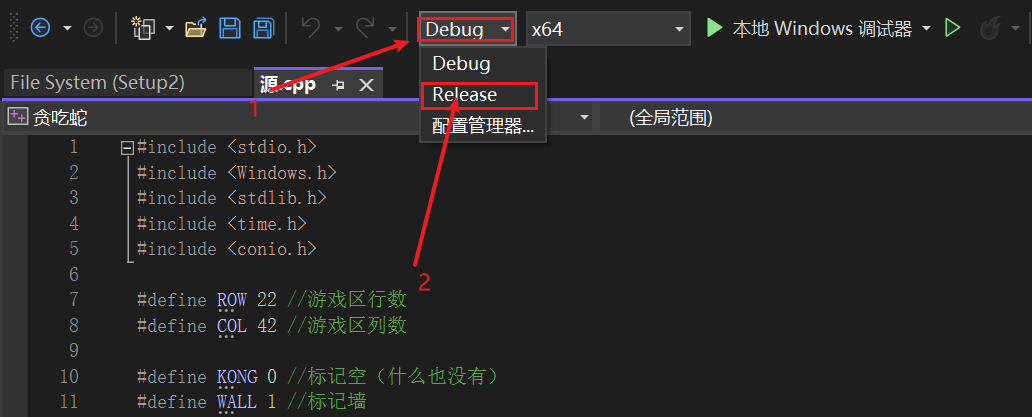 Debug x64 本地 Windows 调试器
Debug
File System (Setup2) 源.cpp
Release
1
贪吃蛇 配置管理器... (全局范围)
1 #include <stdio.h>
2 #include <Windows.h>
3 #include <stdlib.h>
4 #include <time.h>
5 #include <conio.h>
6
2
7 #define ROW 22 //游戏区行数
8 #define COL 42 //游戏区列数
9
10 #define KONG 0 //标记空（什么也没有）
11 #define WALL 1 //标记墙